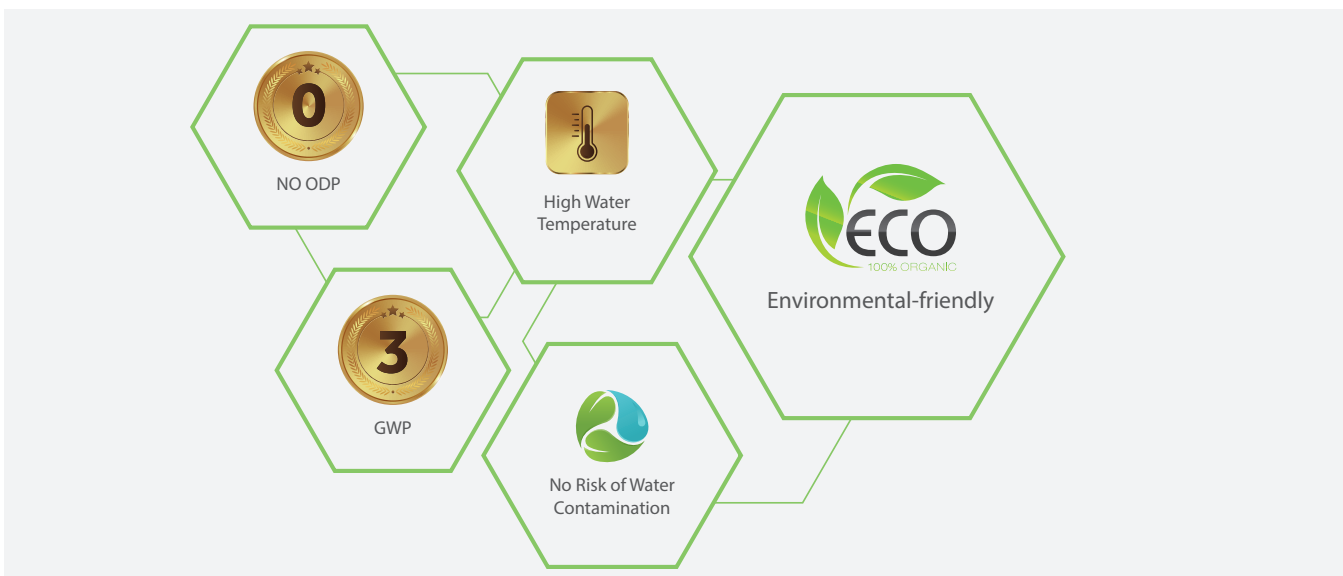 0
NO ODP
High Water
Temperature
ECO
100% ORGANIC
Environmental-friendly
3
GWP
No Risk of Water
Contamination